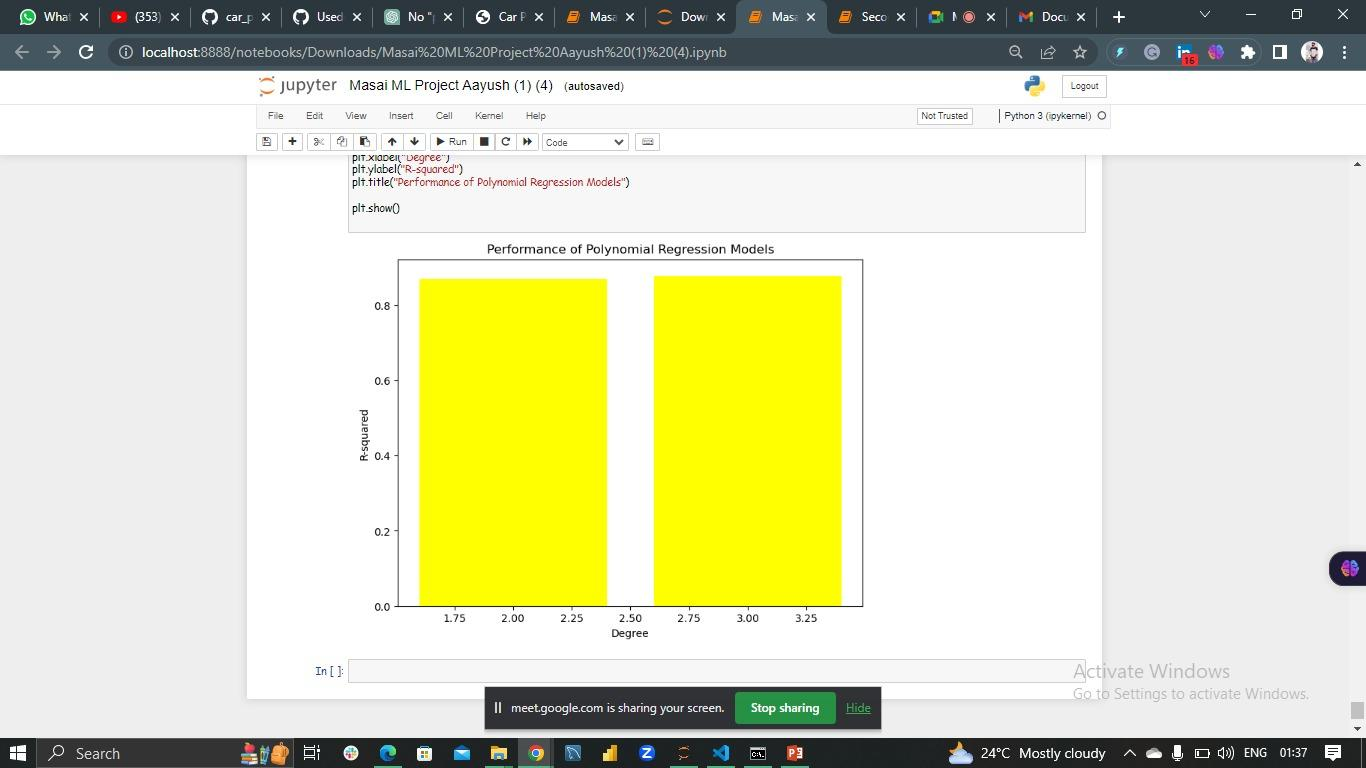 What
(353)
car_p
Used
No "
Car P
Masa
Down
Masa
Seco
M
Docu
localhost:8888/notebooks/Downloads/Masai%20ML%20Project%20Aayush%20(1)%20(4).ipynb
in
16
jupyter Masai ML Project Aayush (1) (4) (autosaved)
Logout
File Edit View Insert Cell Kernel Help
Not Trusted
Python 3 (ipykernel)
Run
Code
plt.xlabel("Degree")
plt.ylabel("R-squared")
plt.title("Performance of Polynomial Regression Models")
plt.show()
Performance of Polynomial Regression Models
0.8
0.6
R-squared
0.4
0.2
0.0
1.75 2.00 2.25 2.50 2.75 3.00 3.25
Degree
In [ ]:
Activate Windows
Go to Settings to activate Windows.
meet.google.com is sharing your screen.
Stop sharing
Hide
Search
24°C Mostly cloudy
ENG
01:37